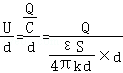 U/d = (Q/C)/d = Q/(εS/4πkd × d)